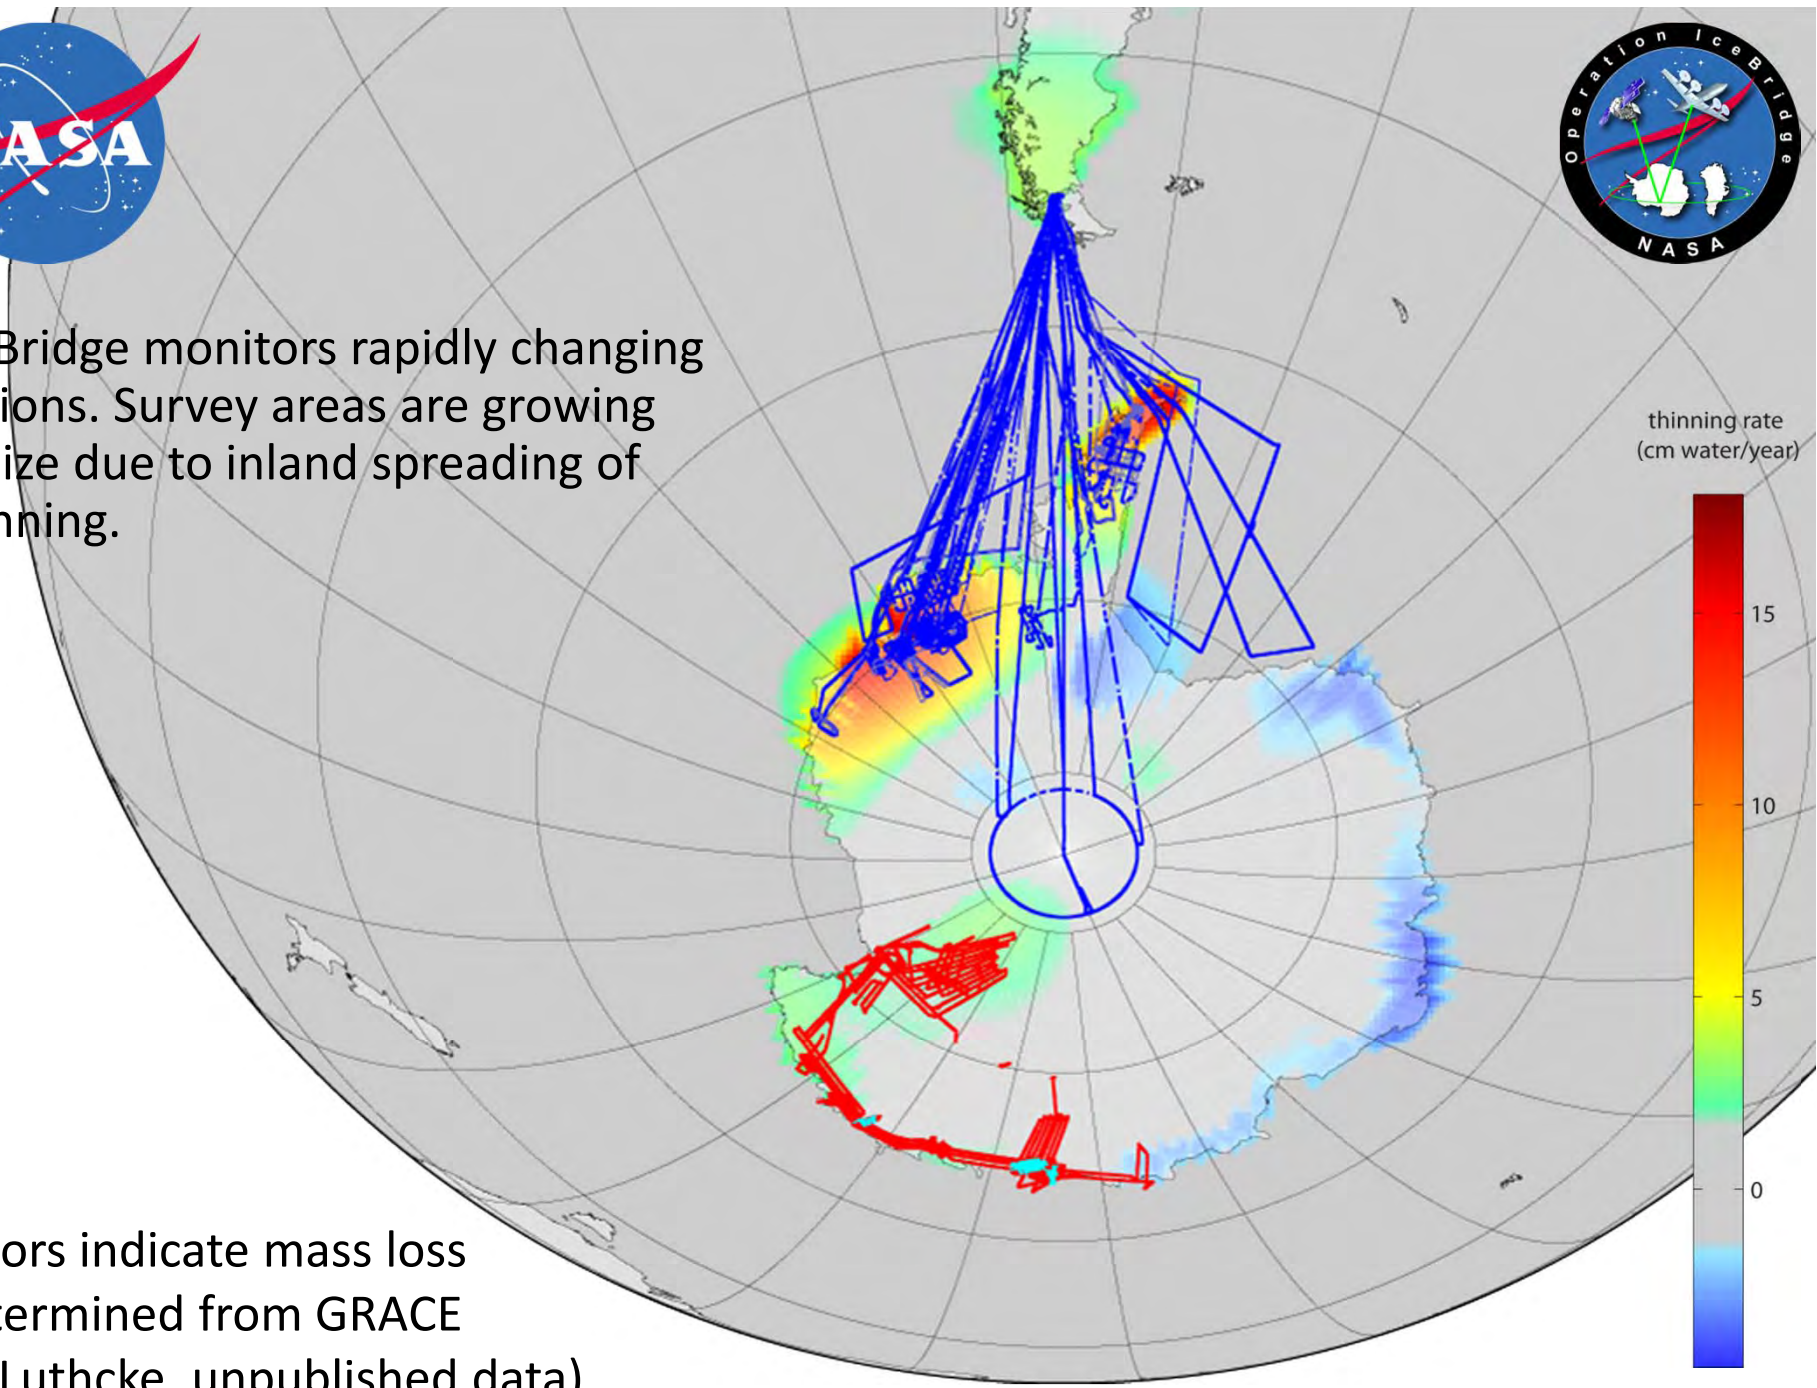 ASA
Operation IceBridge
NASA
Bridge monitors rapidly changing
ions. Survey areas are growing
ize due to inland spreading of
nning.
thinning rate
(cm water/year)
15
10
5
0
ors indicate mass loss
termined from GRACE
Luthcke, unpublished data)